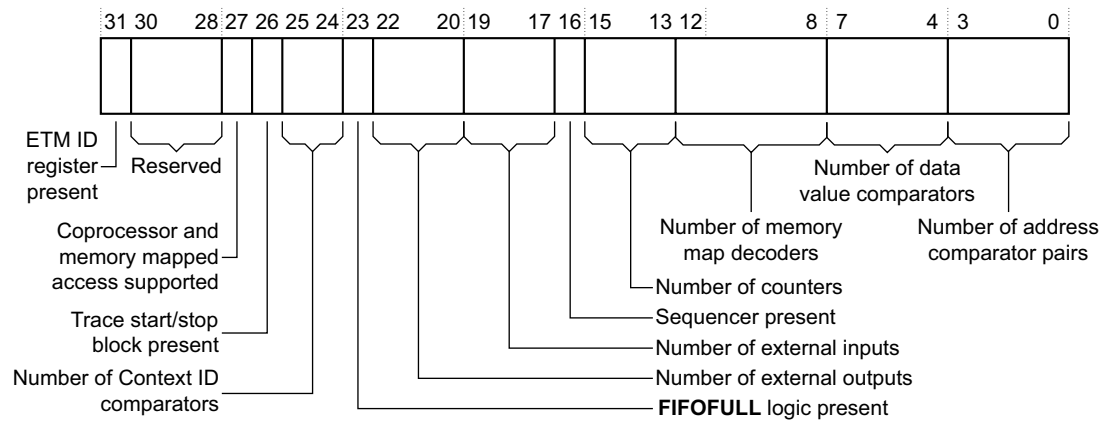 31 30 28 27 26 25 24 23 22 20 19 17 16 15 13 12 8 7 4 3 0
ETM ID
register
present
Reserved
Coprocessor and
memory mapped
access supported
Trace start/stop
block present
Number of Context ID
comparators
Number of data
value comparators
Number of memory
map decoders
Number of address
comparator pairs
Number of counters
Sequencer present
Number of external inputs
Number of external outputs
FIFOFULL logic present